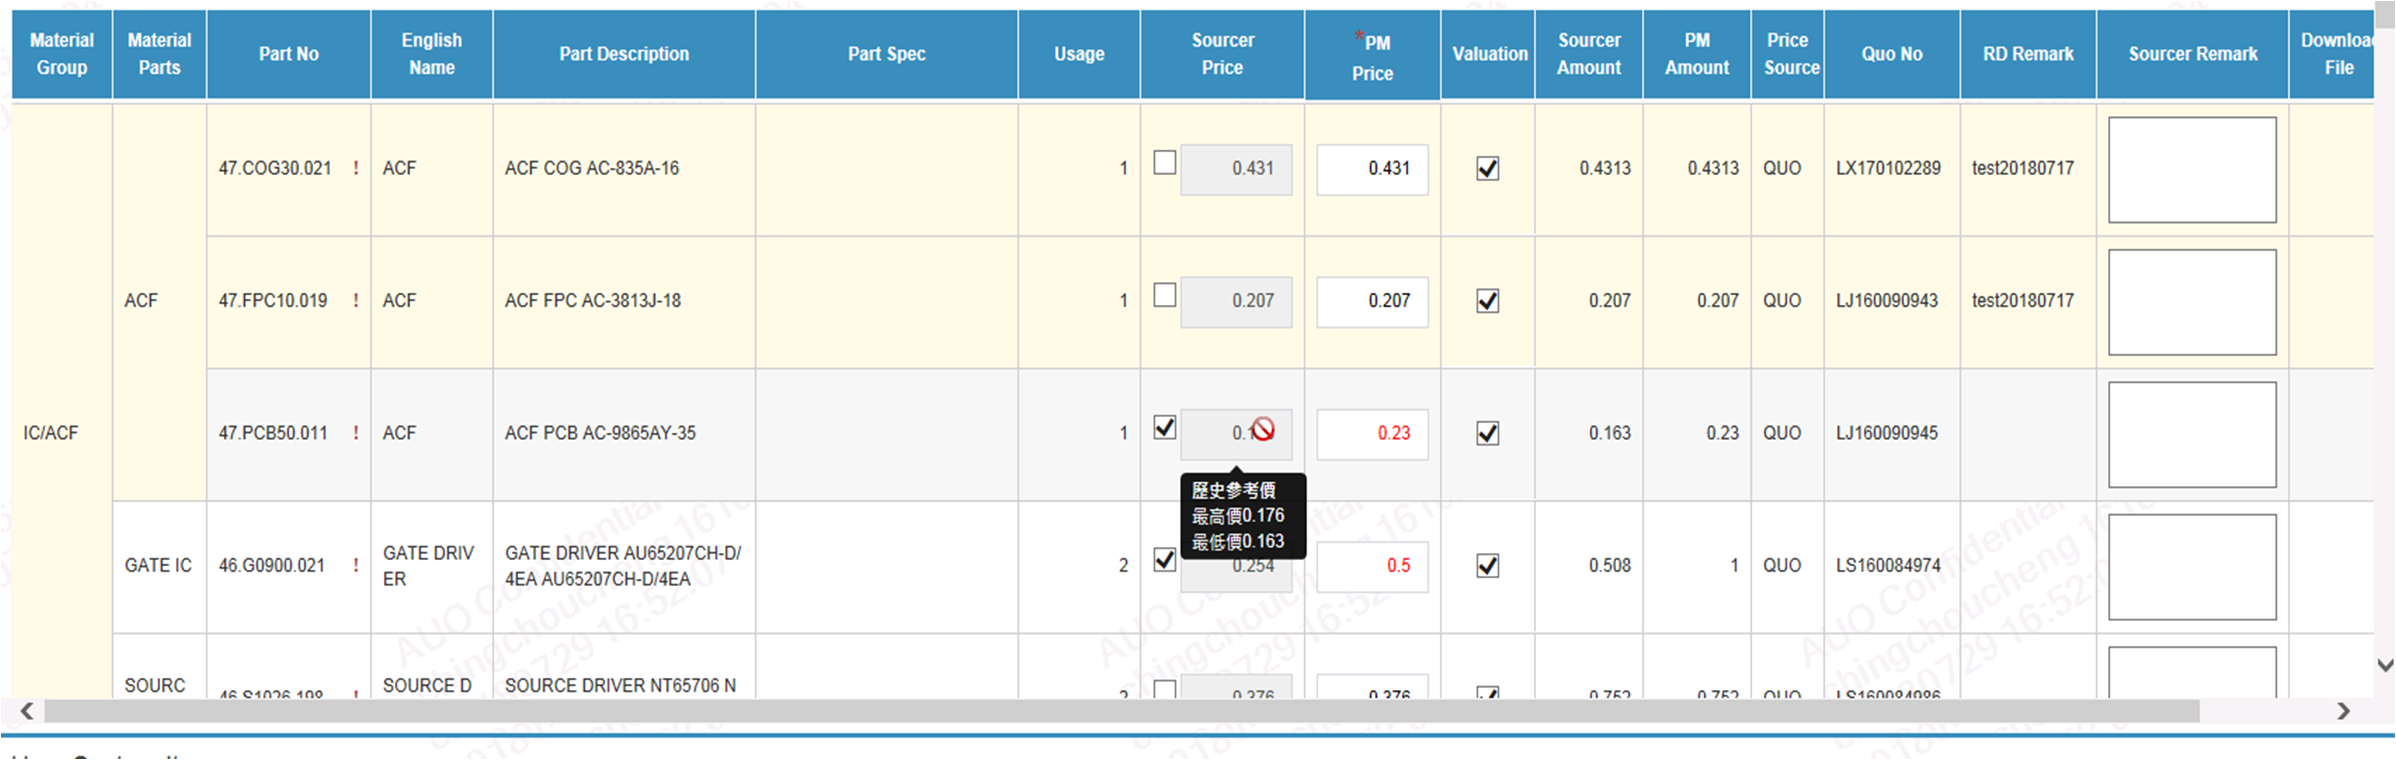 Material Group
Material Parts
Part No
English Name
Part Description
Part Spec
Usage
Sourcer Price
*PM Price
Valuation
Sourcer Amount
PM Amount
Price Source
Quo No
RD Remark
Sourcer Remark
File
IC/ACF
ACF
47.COG30.021 !
ACF
ACF COG AC-835A-16
1
0.431
0.431
0.4313
0.4313
QUO
LX170102289
test20180717
47.FPC10.019 !
ACF
ACF FPC AC-3813J-18
1
0.207
0.207
0.207
0.207
QUO
LJ160090943
test20180717
47.PCB50.011 !
ACF
ACF PCB AC-9865AY-35
1
0.23
0.163
0.23
QUO
LJ160090945
歷史參考價
最高價0.176
最低價0.163
GATE IC
46.G0900.021 !
GATE DRIV
ER
GATE DRIVER AU65207CH-D/
4EA AU65207CH-D/4EA
2
0.254
0.5
0.508
1
QUO
LS160084974
SOURC
46.S1026.108 !
SOURCE D
SOURCE DRIVER NT65706 N
2
0.376
0.376
0.752
0.752
QUO
LS160084986
AUO Confidential
chingchoucheng